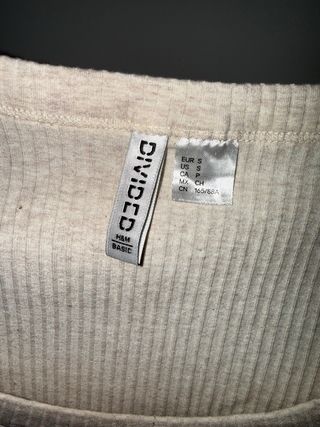 DIVIDED
H&M
BASIC
EUR S
US S
CA P
MX CH
CN 165/88A